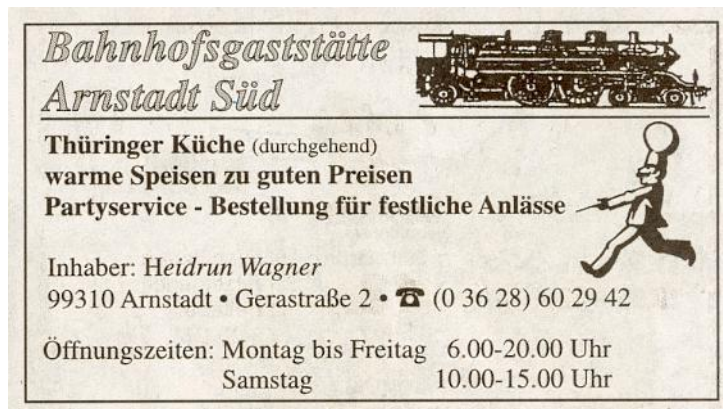 Bahnhofsgaststätte
Arnstadt Süd
Thüringer Küche (durchgehend)
warme Speisen zu guten Preisen
Partyservice - Bestellung für festliche Anlässe
Inhaber: Heidrun Wagner
99310 Arnstadt • Gerastraße 2 • ☎ (0 36 28) 60 29 42
Öffnungszeiten: Montag bis Freitag 6.00-20.00 Uhr
Samstag 10.00-15.00 Uhr